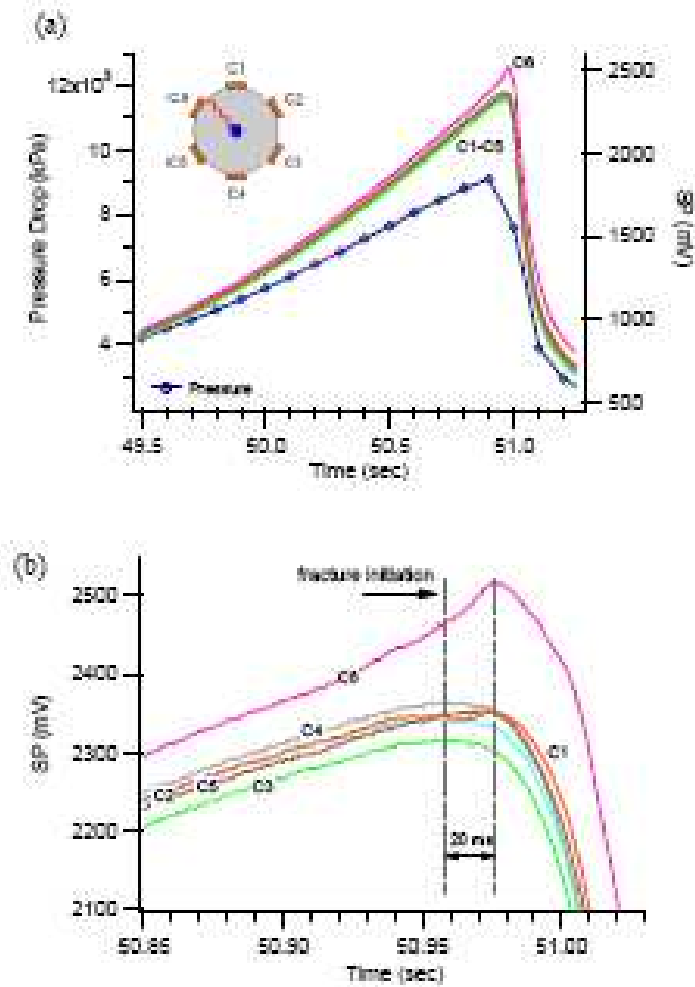 (a)
12x10³
10
8
6
4
Pressure Drop (kPa)
C1
C2
C3
C4
C6
C1-C5
Pressure
2500
2000
1500
1000
500
SP (mV)
49.5
50.0
50.5
51.0
Time (sec)
(b)
fracture initiation
2500
2400
2300
2200
2100
SP (mV)
C6
C4
C1
C2
C5
C3
20 ms
50.85
50.90
50.95
51.00
Time (sec)